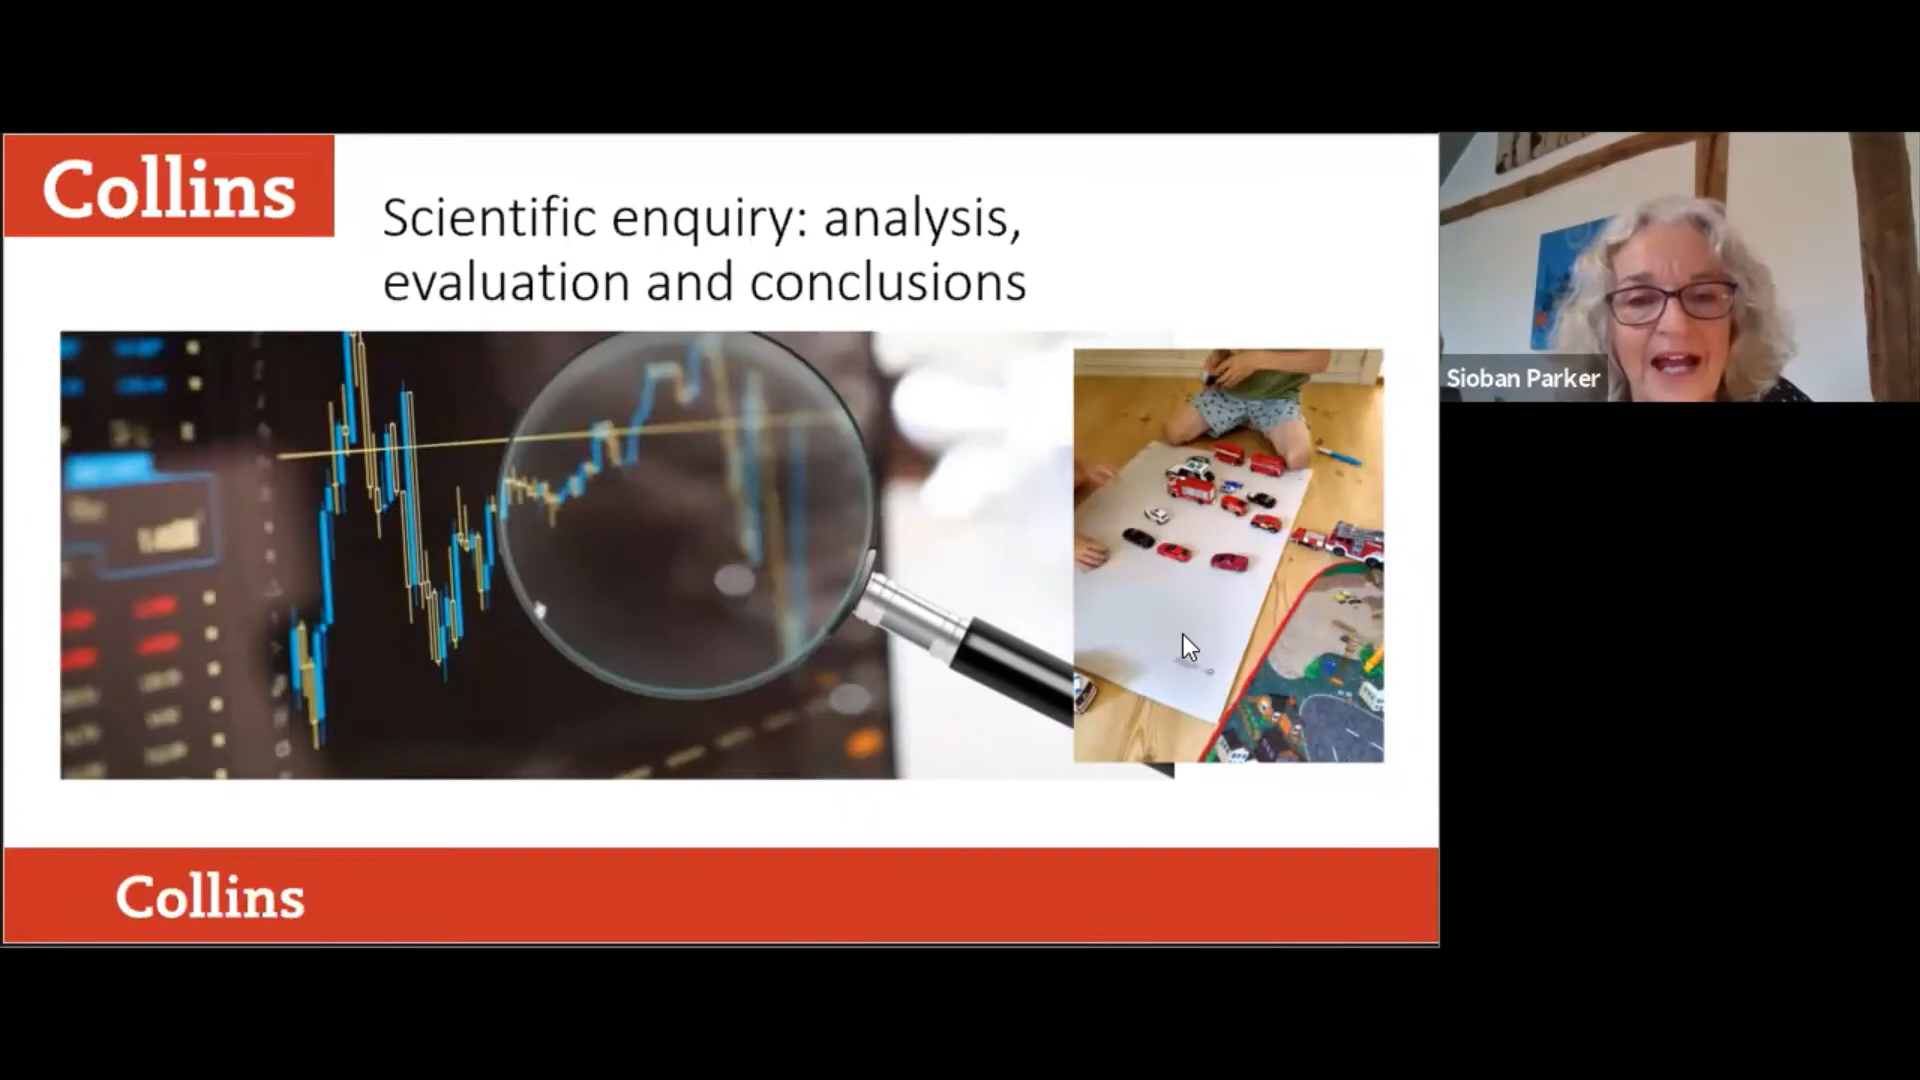 Collins
Scientific enquiry: analysis,
evaluation and conclusions
Sioban Parker
Collins